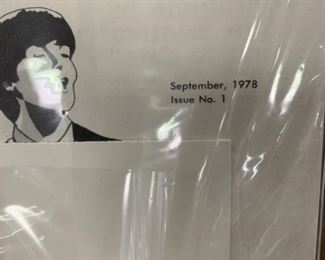 September, 1978
Issue No. 1